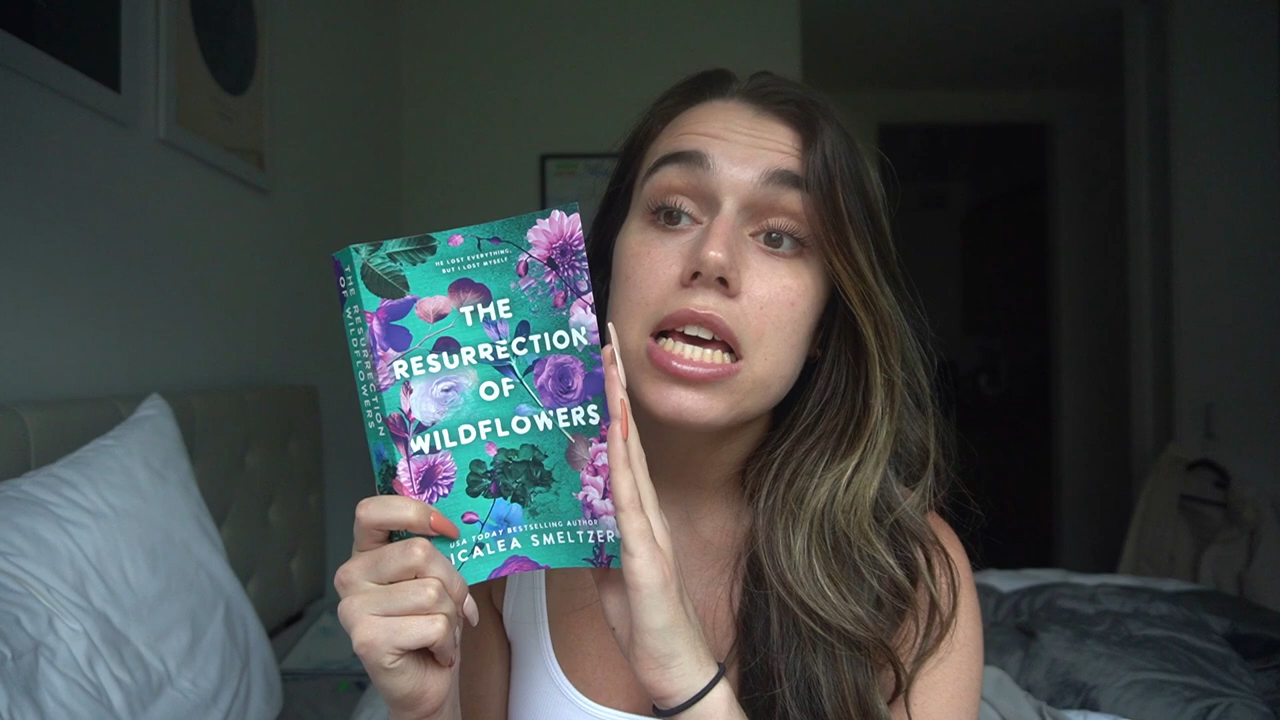 HE LOST EVERYTHING.
BUT I LOST MYSELF
THE
RESURRECTION
OF
WILDFLOWERS
USA TODAY BESTSELLING AUTHOR
ICALEA SMELTZER
THE RESURRECTION
OF WILDFLOWERS